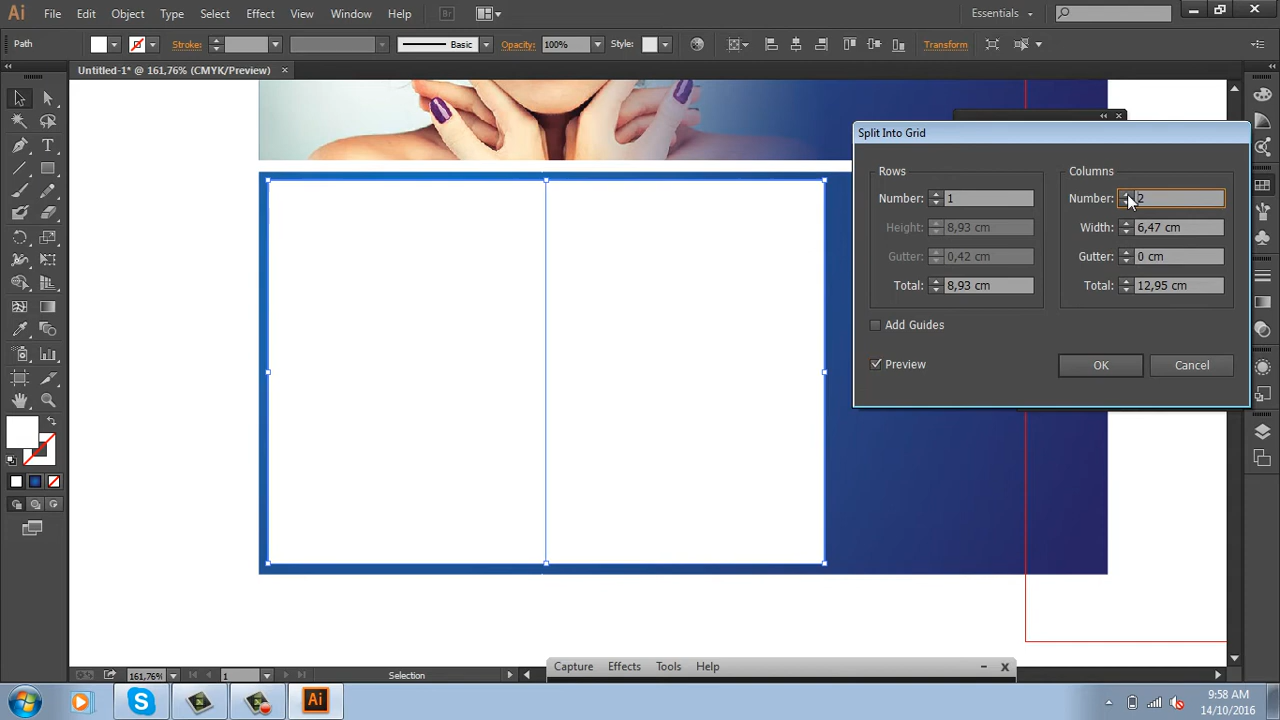 Ai File Edit Object Type Select Effect View Window Help Br Essentials
Path Stroke: Basic Opacity: 100% Style: Transform
Untitled-1* @ 161,76% (CMYK/Preview)
Split Into Grid
Rows Columns
Number: 1 Number: 2
Height: 8,93 cm Width: 6,47 cm
Gutter: 0,42 cm Gutter: 0 cm
Total: 8,93 cm Total: 12,95 cm
Add Guides
Preview OK Cancel
Capture Effects Tools Help
161,76% 1 Selection
Ai 9:58 AM
14/10/2016